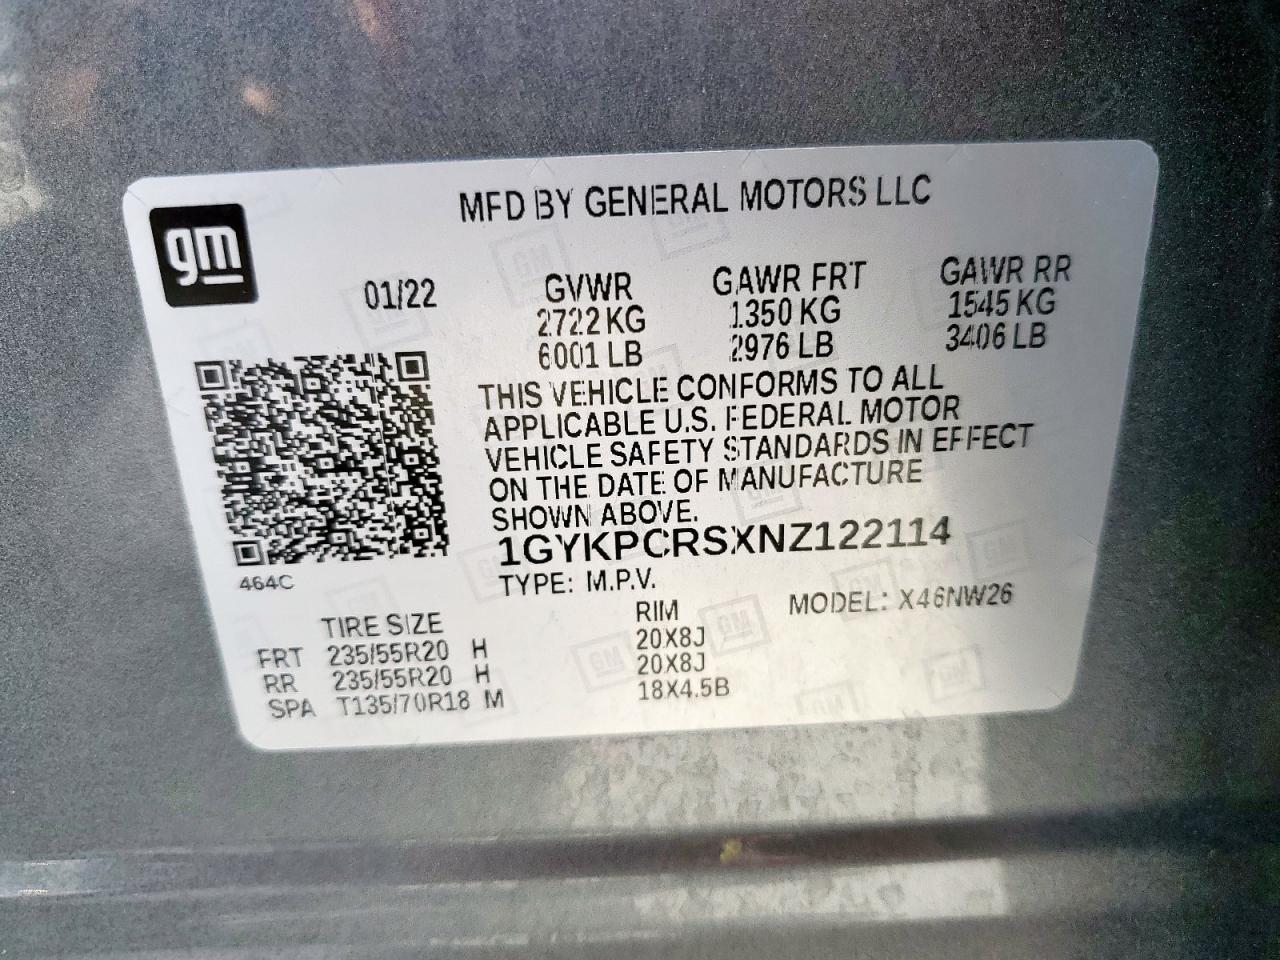 gm
MFD BY GENERAL MOTORS LLC
01/22 GVWR GAWR FRT GAWR RR
2722 KG 1350 KG 1545 KG
6001 LB 2976 LB 3406 LB
THIS VEHICLE CONFORMS TO ALL
APPLICABLE U.S. FEDERAL MOTOR
VEHICLE SAFETY STANDARDS IN EFFECT
ON THE DATE OF MANUFACTURE
SHOWN ABOVE.
1GYKPCRSXNZ122114
464C
TYPE: M.P.V. MODEL: X46NW26
TIRE SIZE RIM
FRT 235/55R20 H 20X8J
RR 235/55R20 H 20X8J
SPA T135/70R18 M 18X4.5B